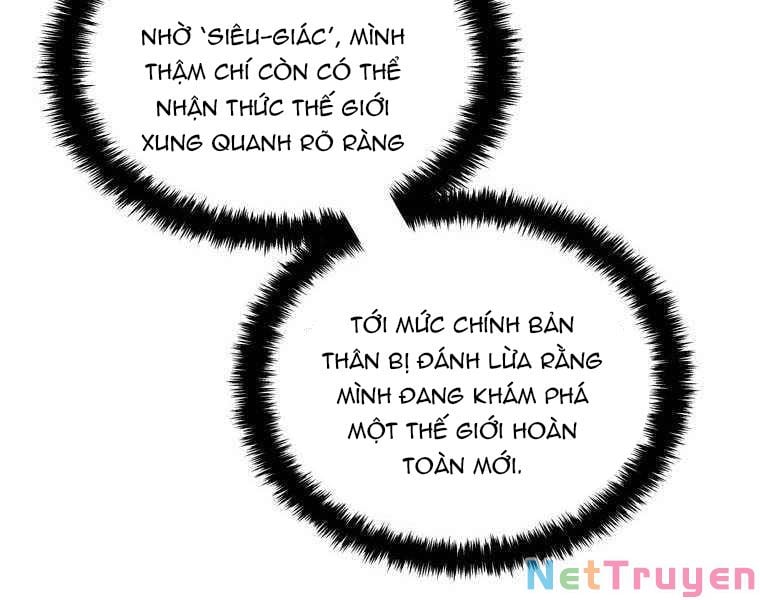 NHỜ 'SIÊU-GIÁC', MÌNH
THẬM CHÍ CÒN CÓ THỂ
NHẬN THỨC THẾ GIỚI
XUNG QUANH RÕ RÀNG
TỚI MỨC CHÍNH BẢN
THÂN BỊ ĐÁNH LỪA RẰNG
MÌNH ĐANG KHÁM PHÁ
MỘT THẾ GIỚI HOÀN
TOÀN MỚI.
NetTruyen